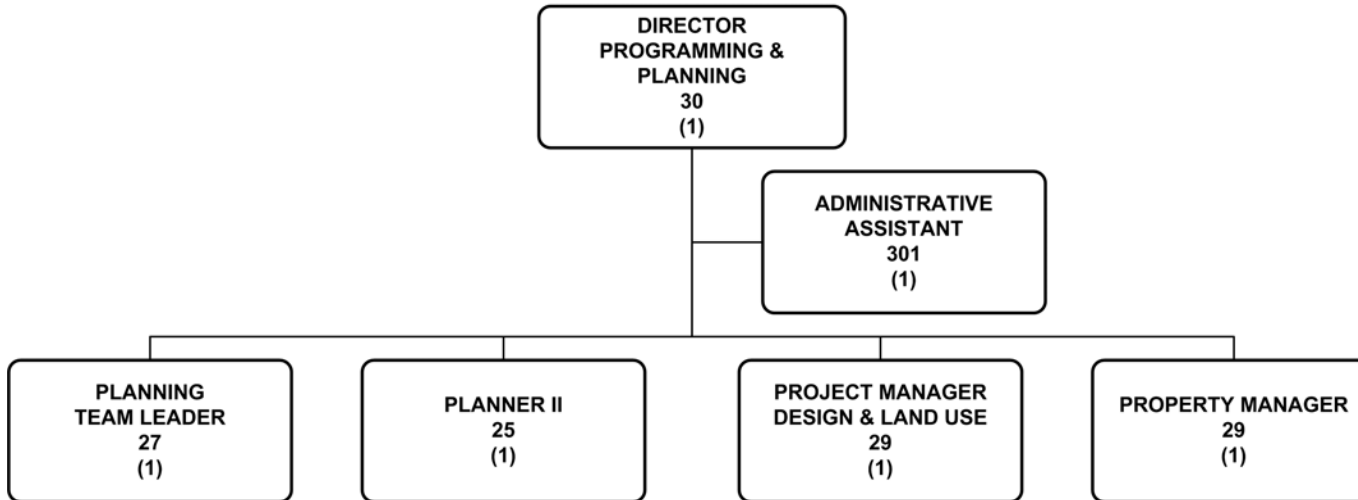 DIRECTOR
PROGRAMMING &
PLANNING
30
(1)
ADMINISTRATIVE
ASSISTANT
301
(1)
PLANNING
TEAM LEADER
27
(1)
PLANNER II
25
(1)
PROJECT MANAGER
DESIGN & LAND USE
29
(1)
PROPERTY MANAGER
29
(1)